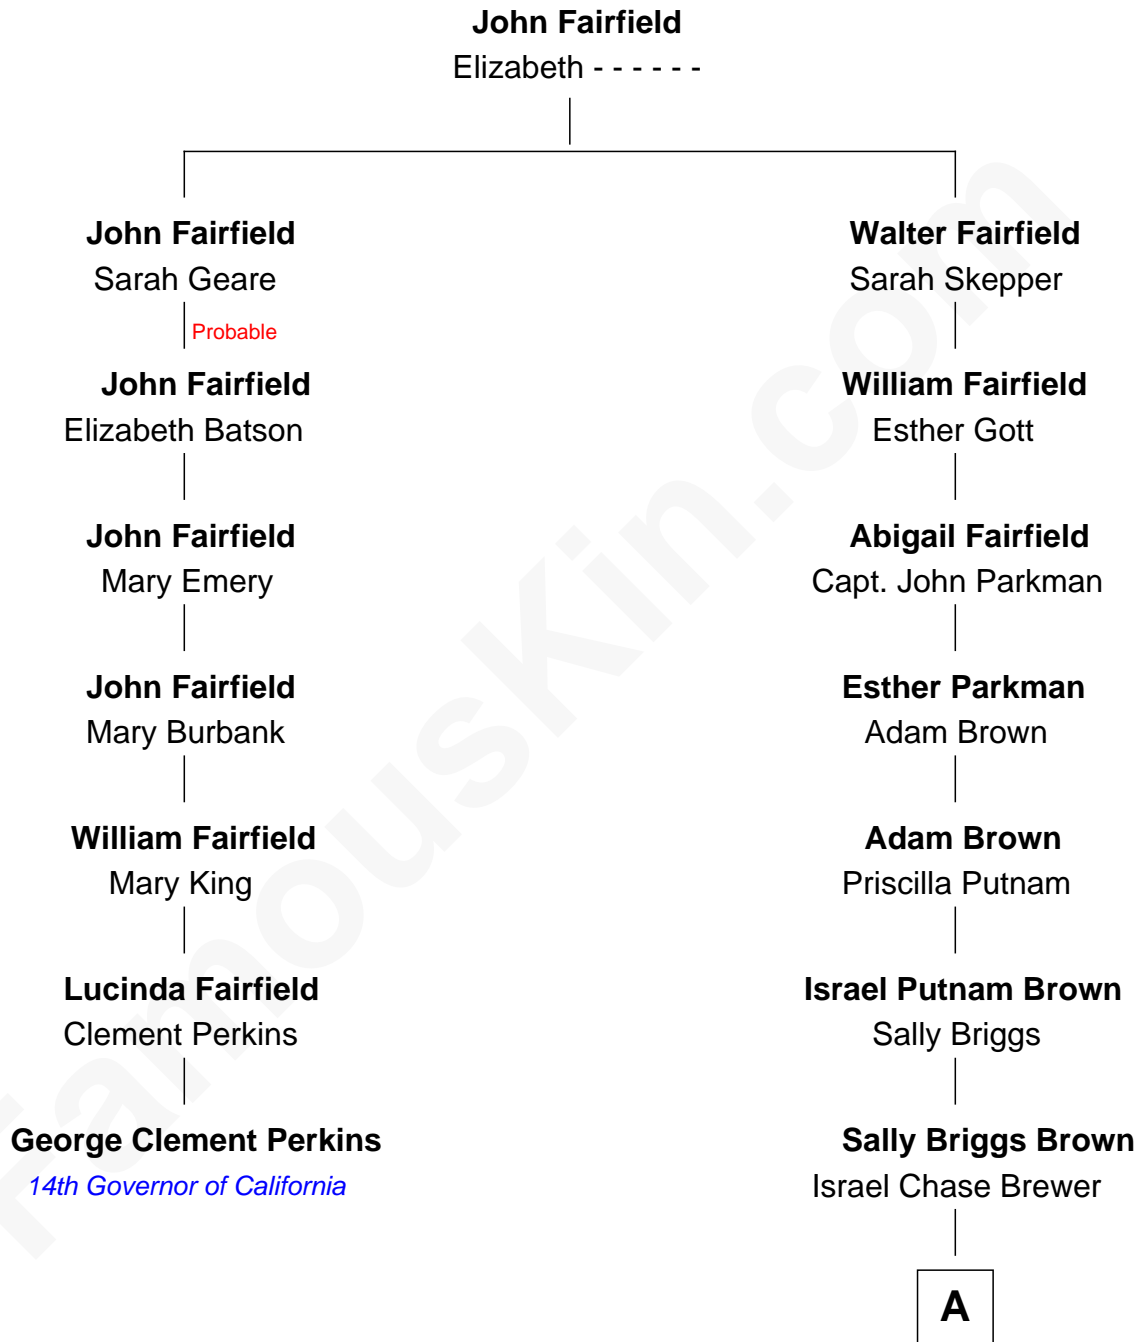 John Fairfield
Elizabeth - - - - - -
John Fairfield
Sarah Geare
Probable
John Fairfield
Elizabeth Batson
John Fairfield
Mary Emery
John Fairfield
Mary Burbank
William Fairfield
Mary King
Lucinda Fairfield
Clement Perkins
George Clement Perkins
14th Governor of California
Walter Fairfield
Sarah Skepper
William Fairfield
Esther Gott
Abigail Fairfield
Capt. John Parkman
Esther Parkman
Adam Brown
Adam Brown
Priscilla Putnam
Israel Putnam Brown
Sally Briggs
Sally Briggs Brown
Israel Chase Brewer
A
FamousKin.com